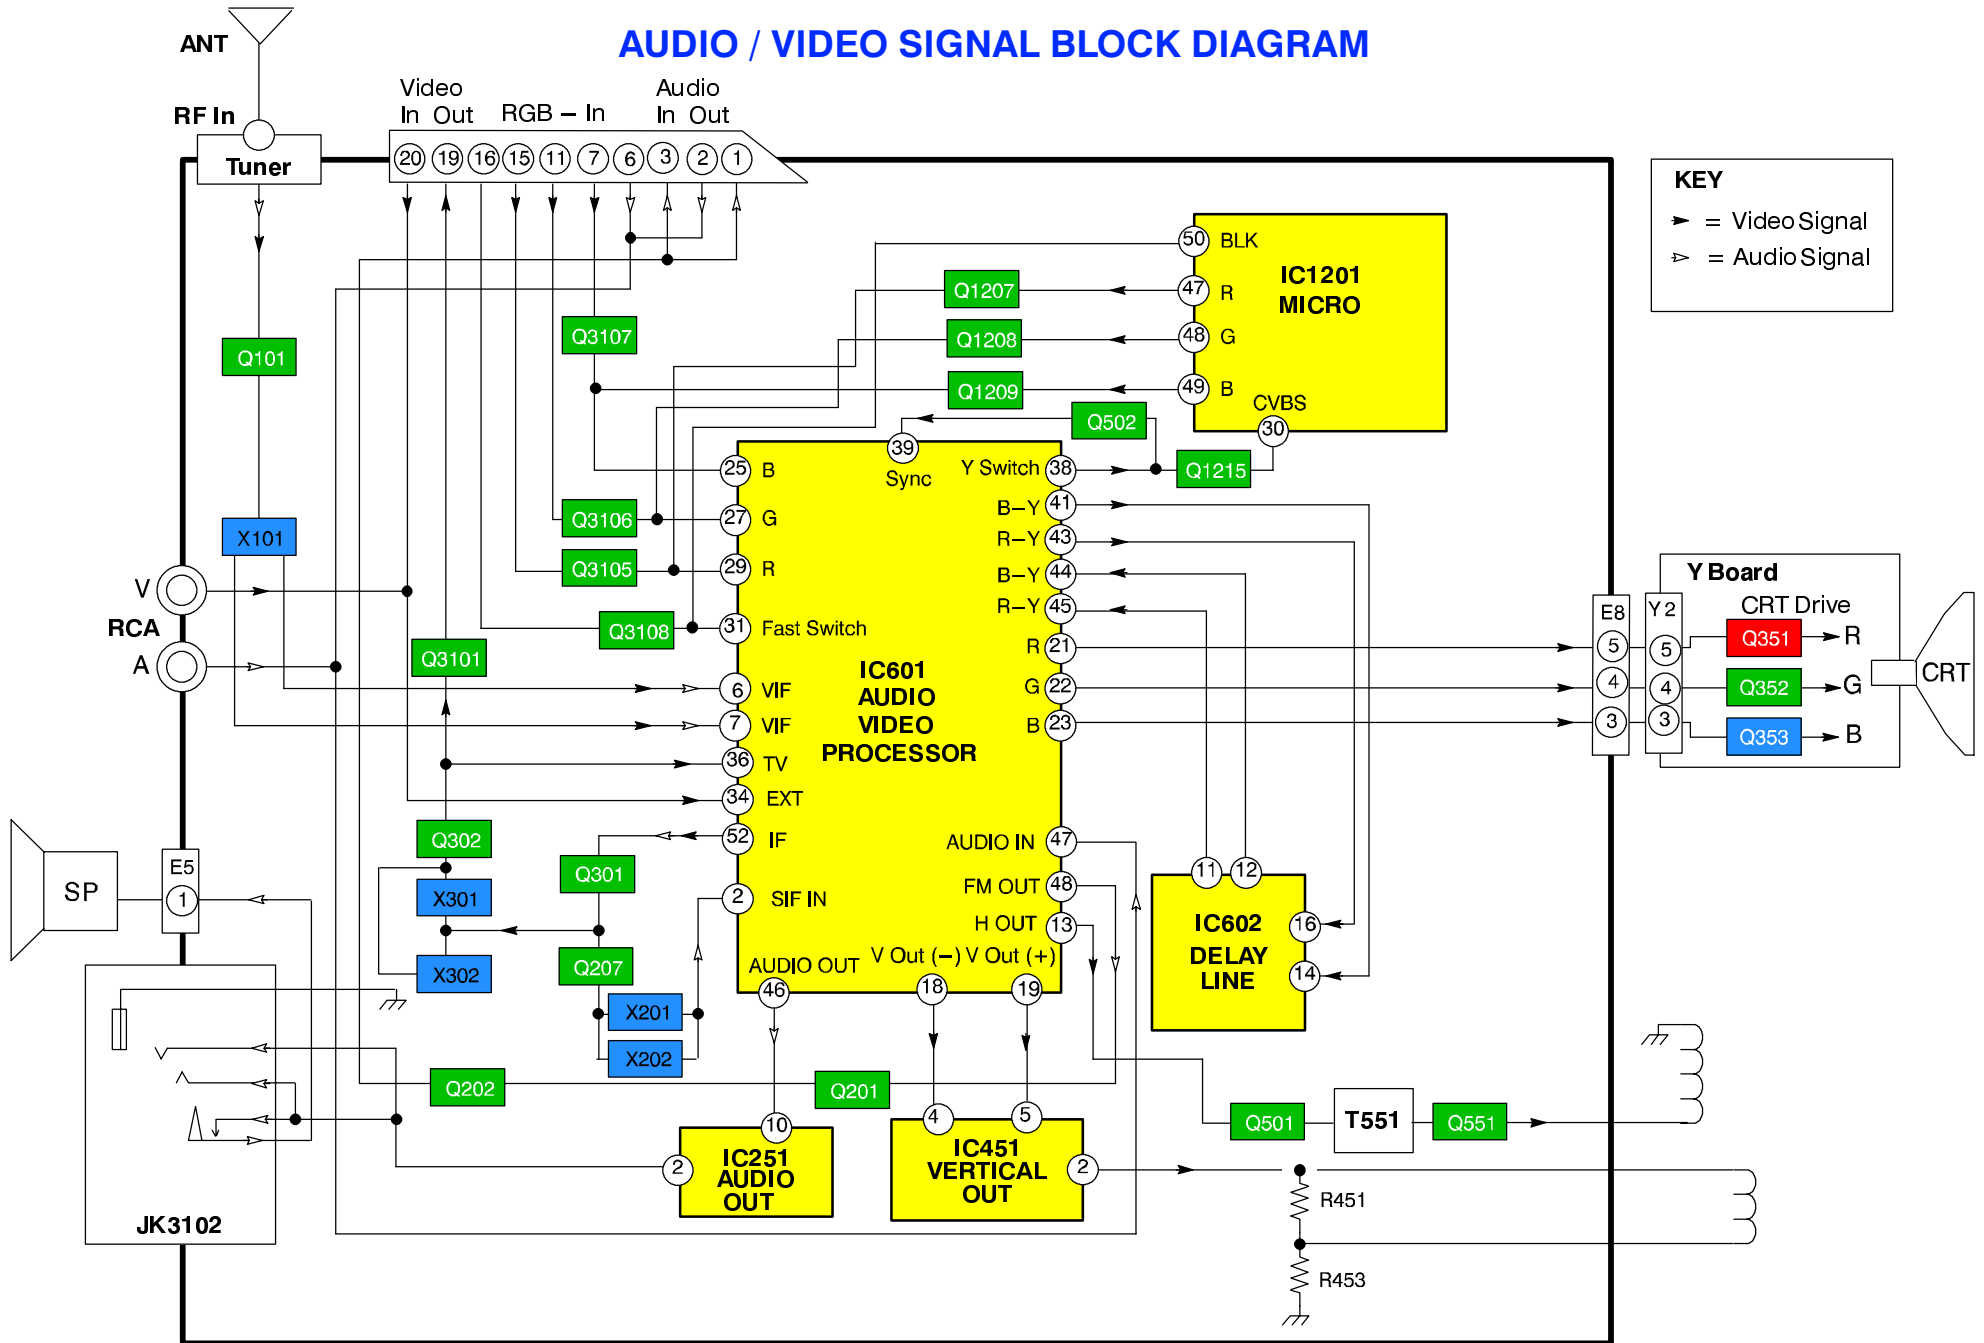 AUDIO / VIDEO SIGNAL BLOCK DIAGRAM
ANT
RF In
Tuner
Video
In Out
RGB – In
Audio
In Out
20 19 16 15 11 7 6 3 2 1
KEY
= Video Signal
= Audio Signal
IC1201
MICRO
50 BLK
47 R
48 G
49 B
CVBS
30
Q1207
Q1208
Q1209
Q502
Q1215
Q3107
Q101
X101
Q3106
Q3105
Q3108
Q3101
V
RCA
A
IC601
AUDIO
VIDEO
PROCESSOR
39
Sync
25 B
27 G
29 R
31 Fast Switch
6 VIF
7 VIF
36 TV
34 EXT
52 IF
2 SIF IN
AUDIO OUT
46
V Out (–)
18
V Out (+)
19
Y Switch 38
B–Y 41
R–Y 43
B–Y 44
R–Y 45
R 21
G 22
B 23
AUDIO IN 47
FM OUT 48
H OUT 13
E8
5
4
3
Y2
5
4
3
Y Board
CRT Drive
Q351 R
Q352 G
Q353 B
CRT
SP
E5
1
Q302
X301
X302
Q301
Q207
X201
X202
Q202
Q201
11 12
IC602
DELAY
LINE
16
14
JK3102
10
2
IC251
AUDIO
OUT
4 5
IC451
VERTICAL
OUT
2
Q501
T551
Q551
R451
R453